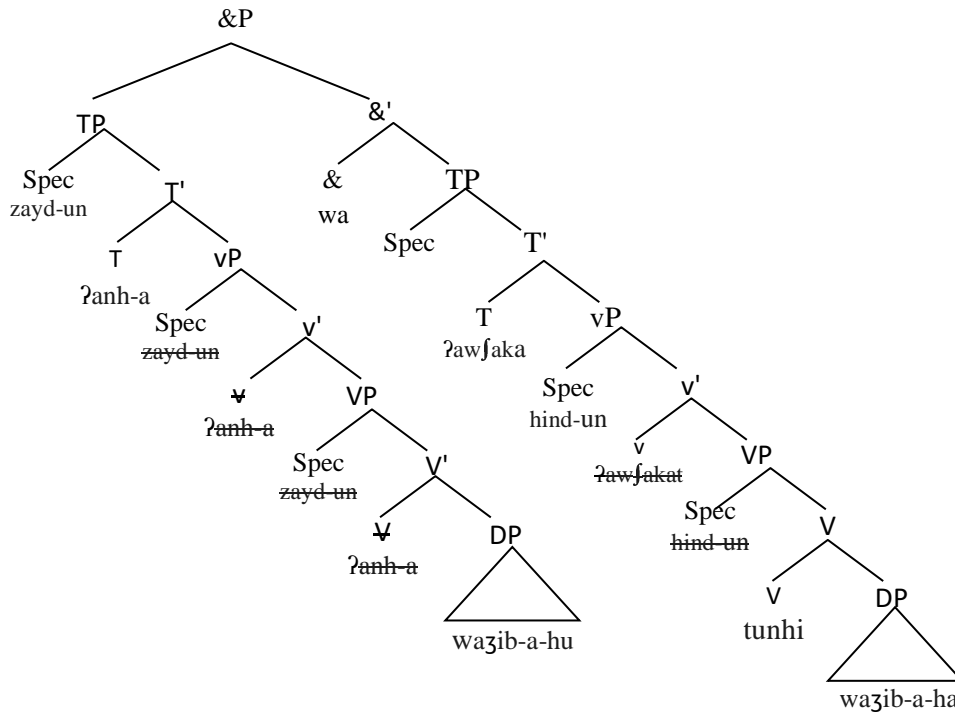 &P
TP &'
Spec T' & TP
zayd-un wa
T vP Spec T'
ʔanh-a
Spec v' T vP
zayd-un ʔawʃaka
v VP Spec v'
ʔanh-a hind-un
Spec V' v VP
zayd-un ʔawʃakat
V DP Spec V
ʔanh-a hind-un
waʒib-a-hu V DP
tunhi
waʒib-a-ha